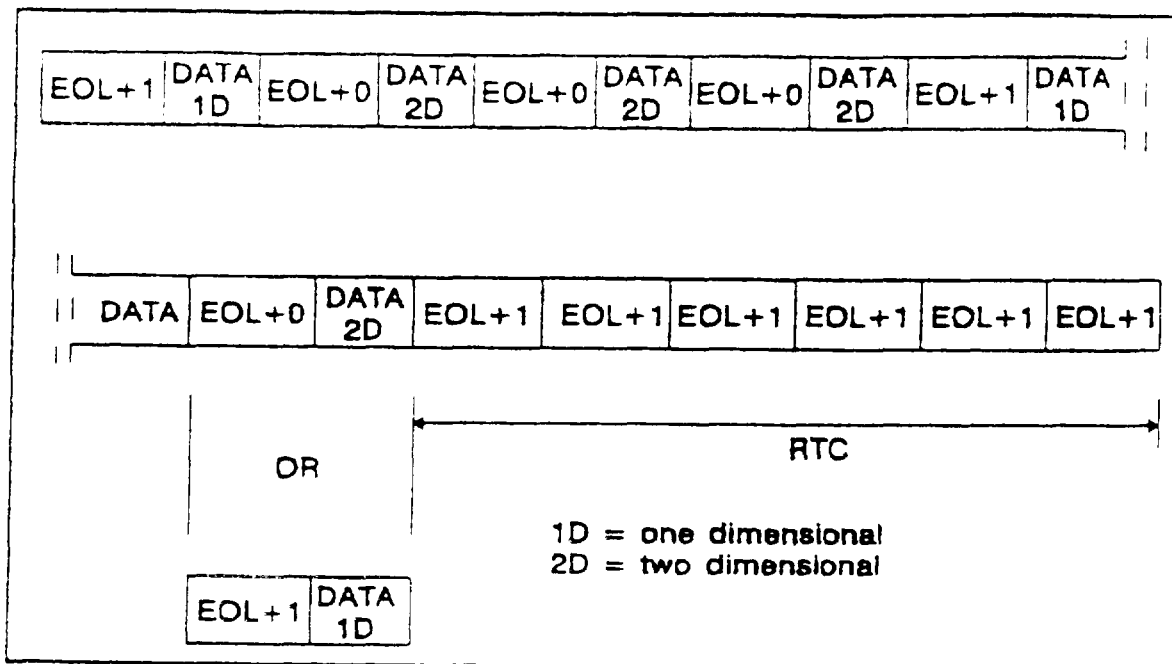 EOL+1 DATA 1D EOL+0 DATA 2D EOL+0 DATA 2D EOL+0 DATA 2D EOL+1 DATA 1D
DATA EOL+0 DATA 2D EOL+1 EOL+1 EOL+1 EOL+1 EOL+1 EOL+1
OR
RTC
1D = one dimensional
2D = two dimensional
EOL+1 DATA 1D